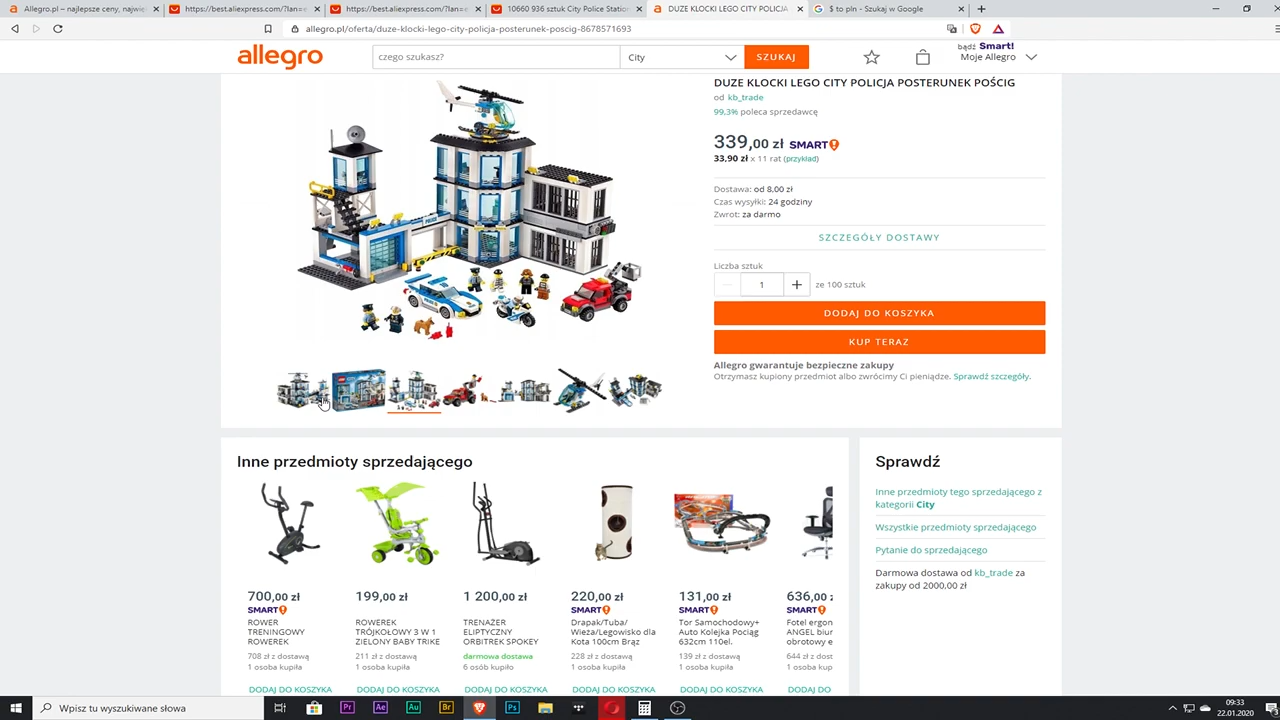 Allegro.pl – najlepsze ceny, najwię
https://best.aliexpress.com/?lan=
https://best.aliexpress.com/?lan=
10660 936 sztuk City Police Station
DUŻE KLOCKI LEGO CITY POLICJA
$ to pln - Szukaj w Google
allegro.pl/oferta/duze-klocki-lego-city-policja-posterunek-poscig-8678571693
allegro
czego szukasz?
City
SZUKAJ
bądź Smart!
Moje Allegro
DUŻE KLOCKI LEGO CITY POLICJA POSTERUNEK POŚCIG
od kb_trade
99,3% poleca sprzedawcę
339,00 zł SMART
33,90 zł x 11 rat (przykład)
Dostawa: od 8,00 zł
Czas wysyłki: 24 godziny
Zwrot: za darmo
SZCZEGÓŁY DOSTAWY
Liczba sztuk
1
ze 100 sztuk
DODAJ DO KOSZYKA
KUP TERAZ
Allegro gwarantuje bezpieczne zakupy
Otrzymasz kupiony przedmiot albo zwrócimy Ci pieniądze. Sprawdź szczegóły.
Inne przedmioty sprzedającego
700,00 zł
SMART
ROWER
TRENINGOWY
ROWEREK
708 zł z dostawą
1 osoba kupiła
DODAJ DO KOSZYKA
199,00 zł
ROWEREK
TRÓJKOŁOWY 3 W 1
ZIELONY BABY TRIKE
211 zł z dostawą
1 osoba kupiła
DODAJ DO KOSZYKA
1 200,00 zł
TRENAŻER
ELIPTYCZNY
ORBITREK SPOKEY
darmowa dostawa
6 osób kupiło
DODAJ DO KOSZYKA
220,00 zł
SMART
Drapak/Tuba/
Wieża/Legowisko dla
Kota 100cm Brąz
228 zł z dostawą
1 osoba kupiła
DODAJ DO KOSZYKA
131,00 zł
SMART
Tor Samochodowy+
Auto Kolejka Pociąg
632cm 110el.
139 zł z dostawą
1 osoba kupiła
DODAJ DO KOSZYKA
636,00 z
SMART
Fotel ergon
ANGEL biur
obrotowy e
644 zł z dost
1 osoba kup
DODAJ DO
Sprawdź
Inne przedmioty tego sprzedającego z
kategorii City
Wszystkie przedmioty sprzedającego
Pytanie do sprzedającego
Darmowa dostawa od kb_trade za
zakupy od 2000,00 zł
Wpisz tu wyszukiwane słowa
Pr
Ae
Au
Br
Ps
09:33
22.01.2020